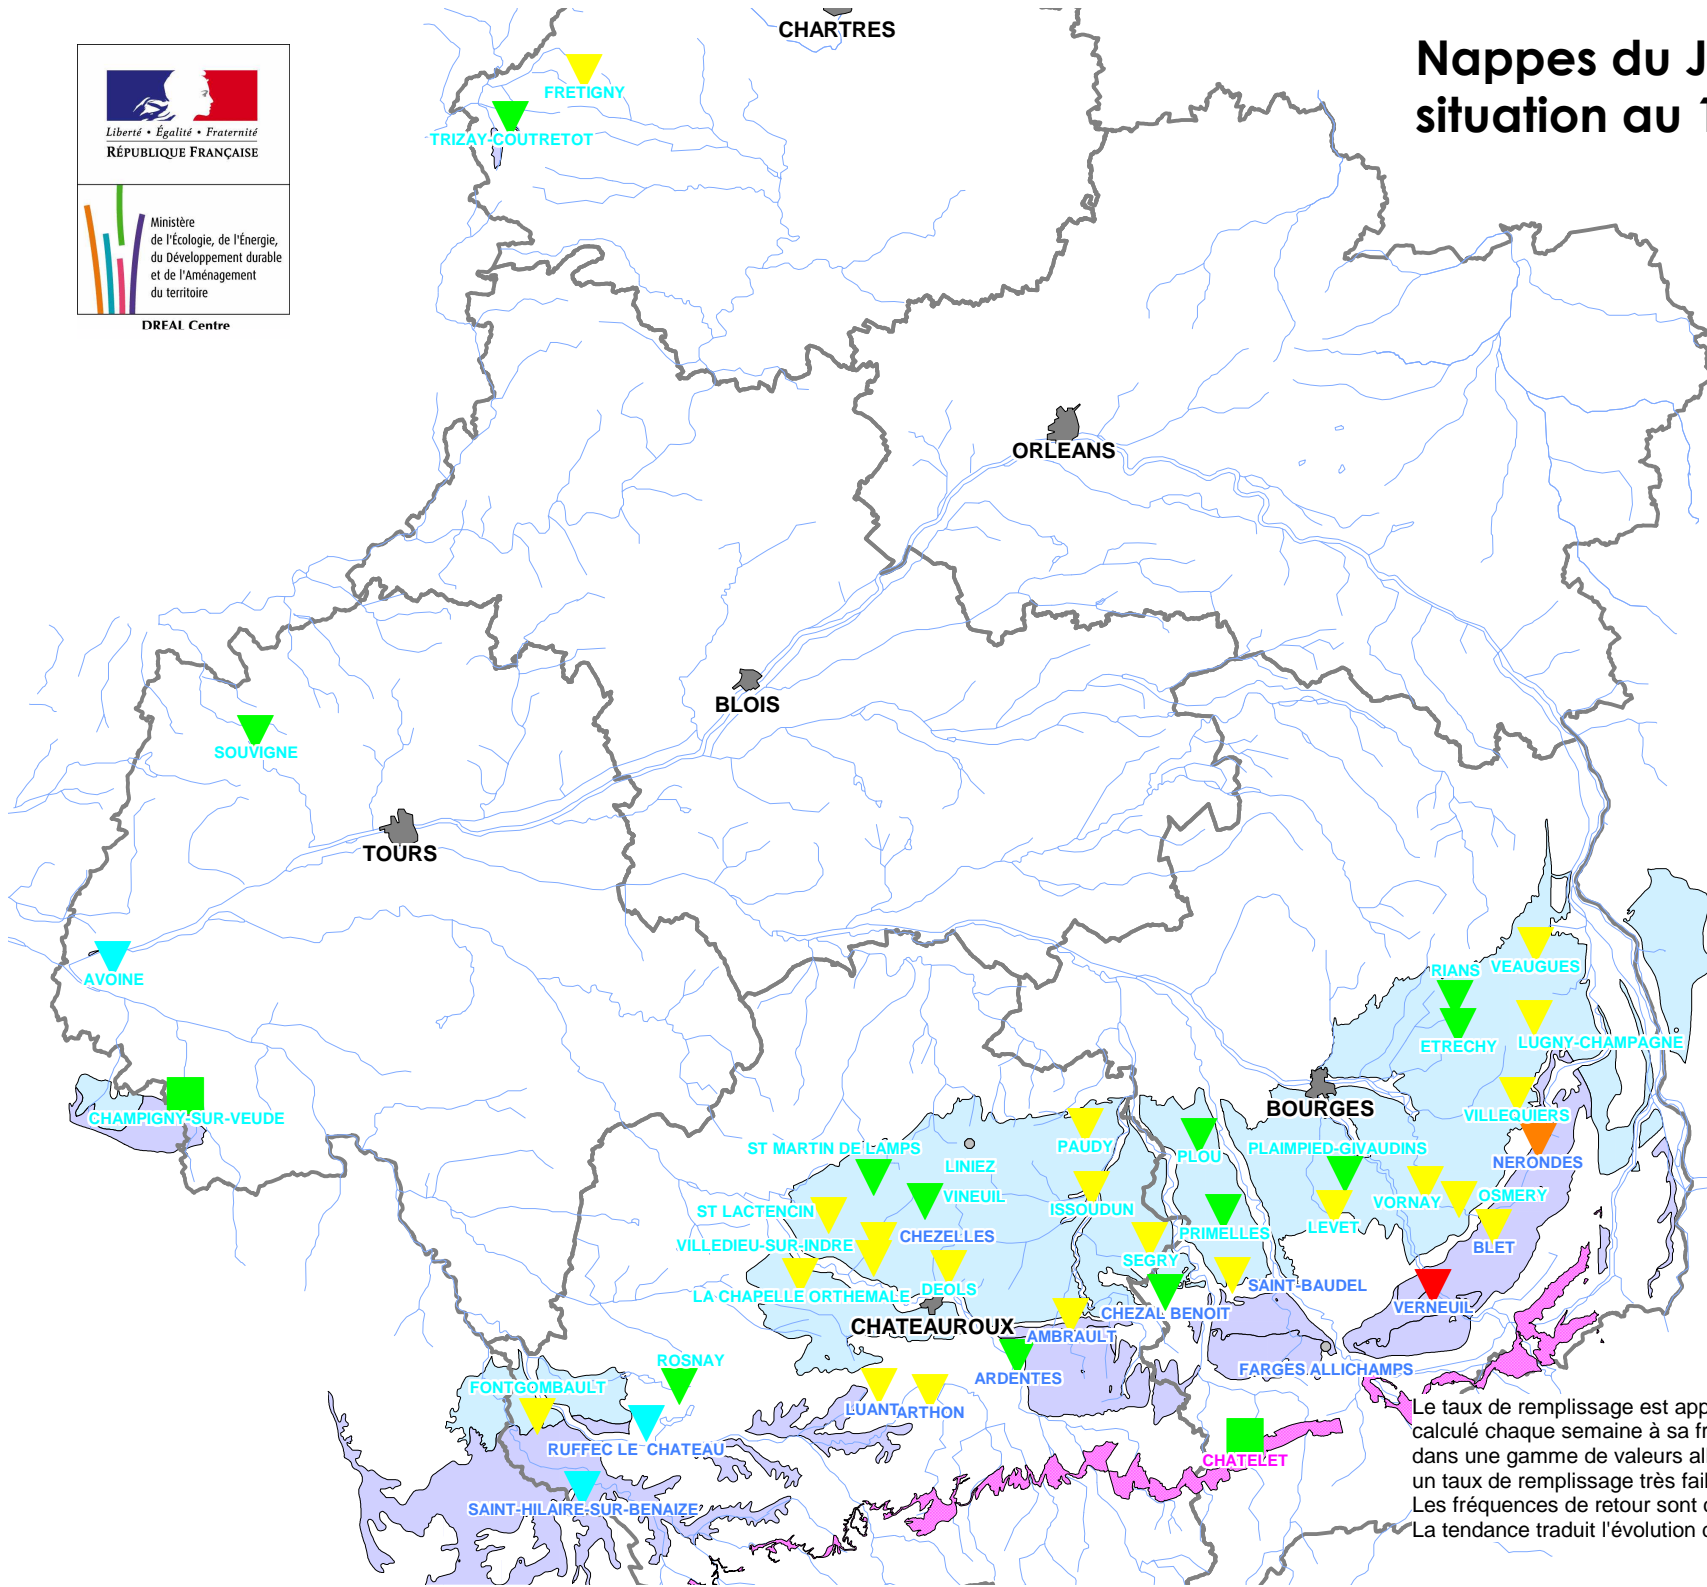 CHARTRES
Nappes du J
situation au 1
FRETIGNY
TRIZAY-COUTRETOT
Liberté • Égalité • Fraternité
RÉPUBLIQUE FRANÇAISE
Ministère
de l'Écologie, de l'Énergie,
du Développement durable
et de l'Aménagement
du territoire
DREAL Centre
ORLEANS
BLOIS
SOUVIGNE
TOURS
AVOINE
RIANS
VEAUGUES
ETRECHY
LUGNY-CHAMPAGNE
CHAMPIGNY-SUR-VEUDE
BOURGES
VILLEQUIERS
ST MARTIN DE LAMPS
LINIEZ
PAUDY
PLOU
PLAIMPIED-GIVAUDINS
NERONDES
VINEUIL
ST LACTENCIN
ISSOUDUN
VORNAY
OSMERY
VILLEDIEU-SUR-INDRE
CHEZELLES
PRIMELLES
LEVET
BLET
SEGRY
LA CHAPELLE ORTHEMALE
DEOLS
SAINT-BAUDEL
CHEZAL BENOIT
VERNEUIL
CHATEAUROUX
AMBRAULT
ROSNAY
ARDENTES
FARGES ALLICHAMPS
FONTGOMBAULT
LUANT
ARTHON
RUFFEC LE CHATEAU
CHATELET
SAINT-HILAIRE-SUR-BENAIZE
Le taux de remplissage est app
calculé chaque semaine à sa fr
dans une gamme de valeurs all
un taux de remplissage très fail
Les fréquences de retour sont c
La tendance traduit l'évolution d